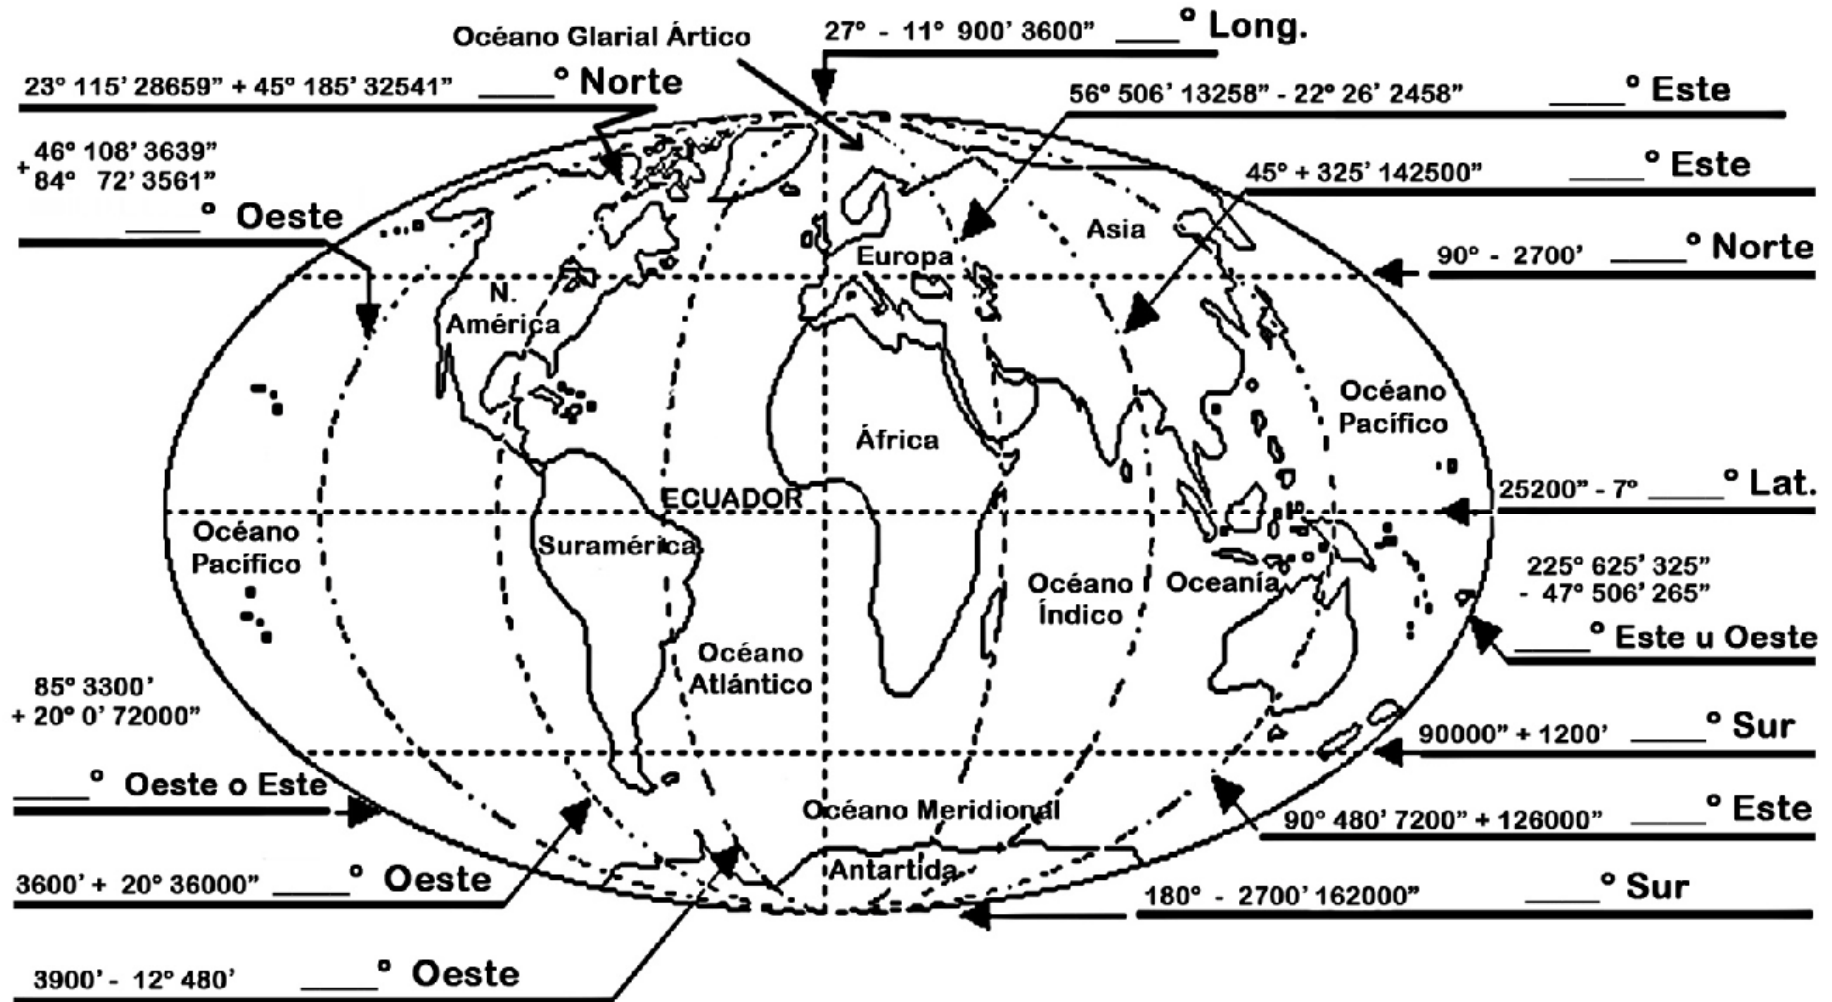 Océano Glarial Ártico
27° - 11° 900’ 3600” _____ ° Long.
23° 115’ 28659” + 45° 185’ 32541” _____ ° Norte
56° 506’ 13258” - 22° 26’ 2458” _____ ° Este
46° 108’ 3639”
+ 84° 72’ 3561”
_____ ° Oeste
45° + 325’ 142500” _____ ° Este
90° - 2700’ _____ ° Norte
Asia
Europa
N.
América
Océano
Pacífico
África
ECUADOR
25200” - 7° _____ ° Lat.
Océano
Pacífico
Suramérica
Océano
Índico
Oceanía
225° 625’ 325”
- 47° 506’ 265”
_____ ° Este u Oeste
Océano
Atlántico
85° 3300’
+ 20° 0’ 72000”
_____ ° Oeste o Este
90000” + 1200’ _____ ° Sur
Océano Meridional
90° 480’ 7200” + 126000” _____ ° Este
Antartida
3600’ + 20° 36000” _____ ° Oeste
180° - 2700’ 162000” _____ ° Sur
3900’ - 12° 480’ _____ ° Oeste